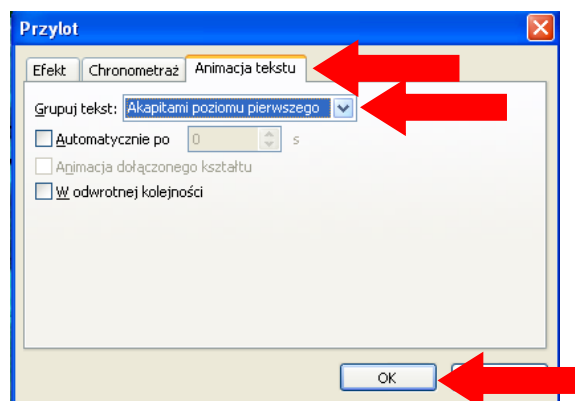 Przylot
Efekt Chronometraż Animacja tekstu
Grupuj tekst: Akapitami poziomu pierwszego
Automatycznie po 0 s
Animacja dołączonego kształtu
W odwrotnej kolejności
OK